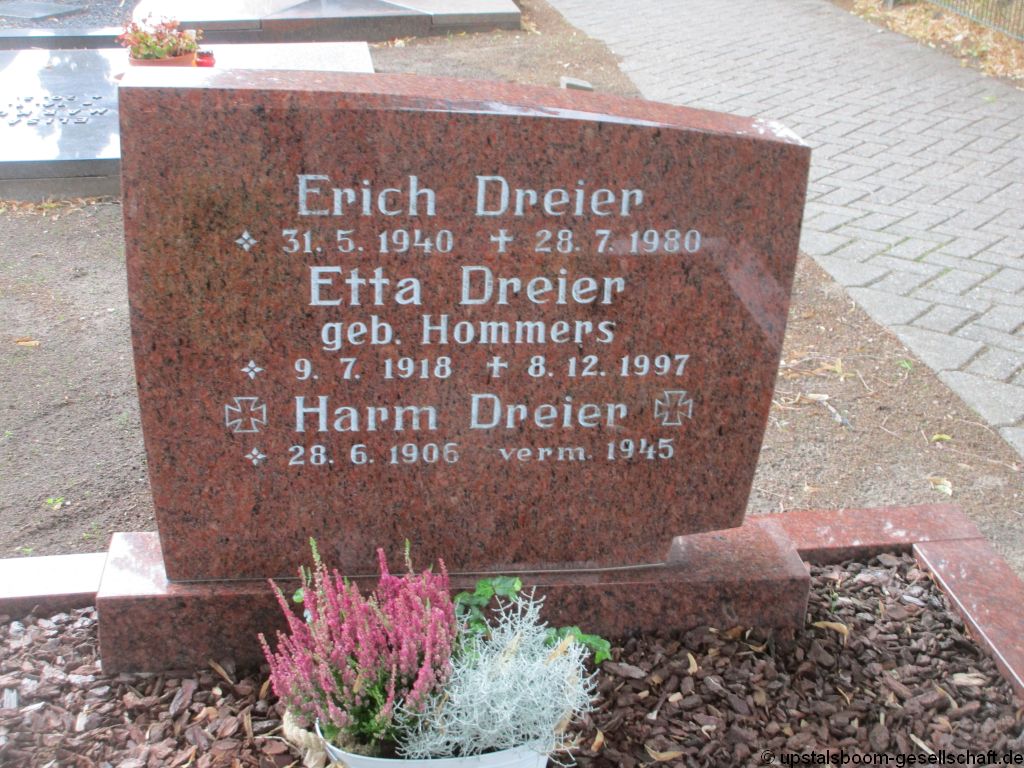 Erich Dreier
31. 5. 1940 † 28. 7. 1980
Etta Dreier
geb. Hommers
9. 7. 1918 † 8. 12. 1997
Harm Dreier
28. 6. 1906 verm. 1945
© upstalsboom-gesellschaft.de